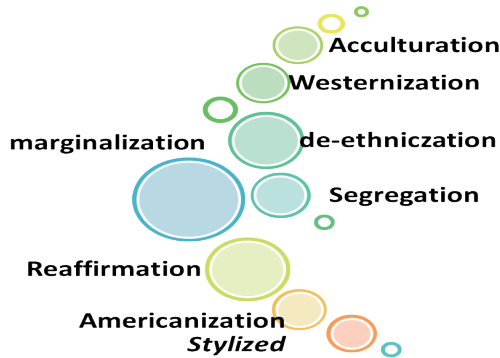 Acculturation
Westernization
marginalization
de-ethniczation
Segregation
Reaffirmation
Americanization
Stylized